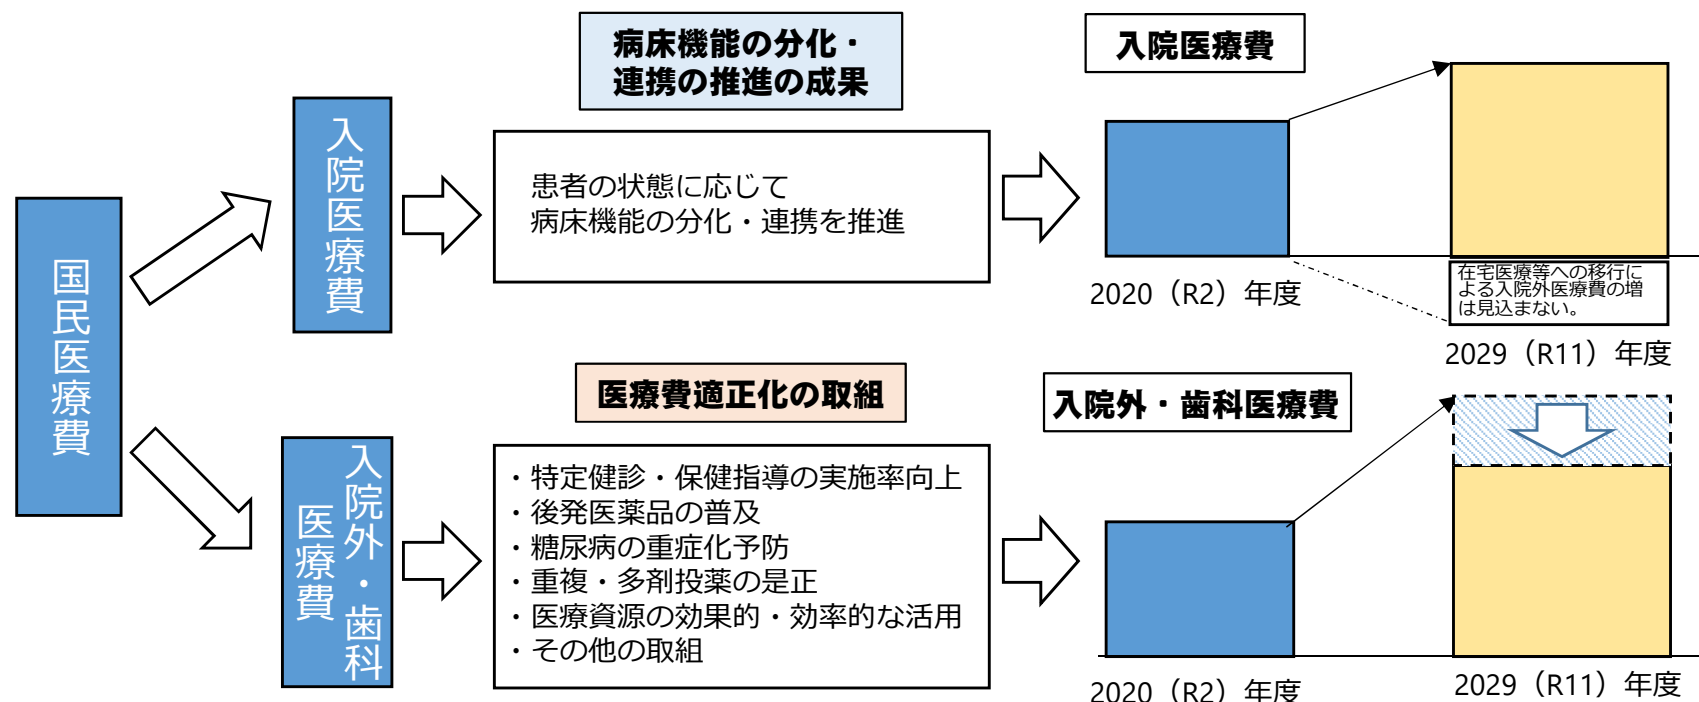 国民医療費
入院医療費
病床機能の分化・
連携の推進の成果
患者の状態に応じて
病床機能の分化・連携を推進
入院医療費
2020（R2）年度
在宅医療等への移行に
よる入院外医療費の増
は見込まない。
2029（R11）年度
入院外・歯科
医療費
医療費適正化の取組
・特定健診・保健指導の実施率向上
・後発医薬品の普及
・糖尿病の重症化予防
・重複・多剤投薬の是正
・医療資源の効果的・効率的な活用
・その他の取組
入院外・歯科医療費
2020（R2）年度
2029（R11）年度